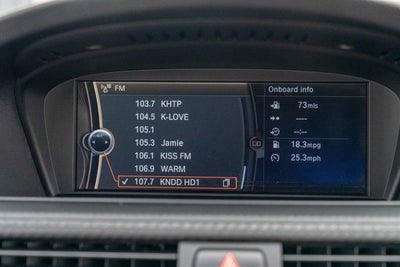 FM
103.7 KHTP
104.5 K-LOVE
105.1
105.3 Jamie
106.1 KISS FM
106.9 WARM
✓ 107.7 KNDD HD1
Onboard info
73mls
----
--:--
18.3mpg
25.3mph